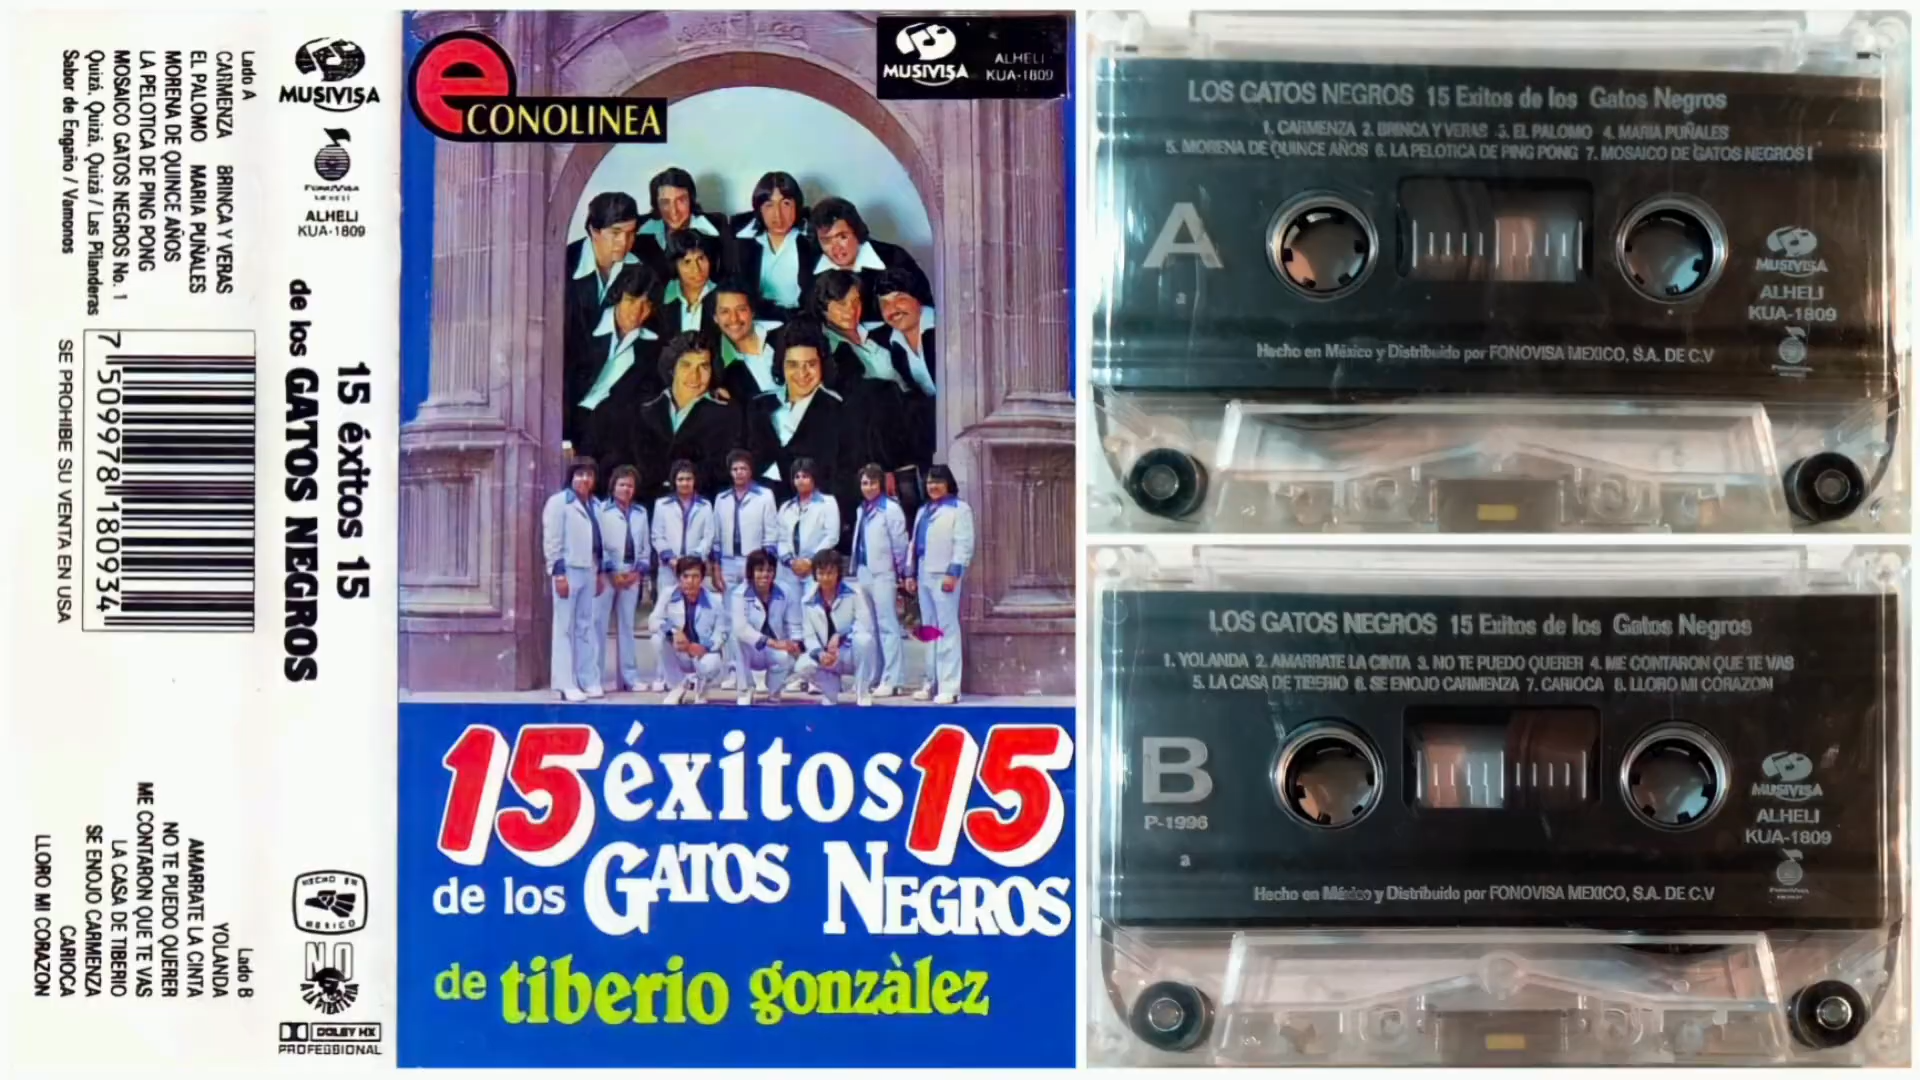 Lado A
CARMENZA BRINCA Y VERAS
EL PALOMO MARIA PUÑALES
MORENA DE QUINCE AÑOS
LA PELOTICA DE PING PONG
MOSAICO GATOS NEGROS No. 1
Quizá, Quizá, Quizá / Las Pilanderas
Sabor de Engaño / Vamonos
7 509978 180934
SE PROHIBE SU VENTA EN USA
Lado B
YOLANDA
AMARRATE LA CINTA
NO TE PUEDO QUERER
ME CONTARON QUE TE VAS
LA CASA DE TIBERIO
SE ENOJO CARMENZA
CARIOCA
LLORO MI CORAZON
MUSIVISA
FONOVISA
MEXICO
ALHELI
KUA-1809
15 éxitos 15
de los GATOS NEGROS
HECHO EN
MEXICO
NO
A LA PIRATERIA
DOLBY HX
PROFESSIONAL
eCONOLINEA
MUSIVISA
ALHELI
KUA-1809
15 éxitos 15
de los GATOS NEGROS
de tiberio gonzàlez
LOS GATOS NEGROS 15 Exitos de los Gatos Negros
1. CARMENZA 2. BRINCA Y VERAS 3. EL PALOMO 4. MARIA PUÑALES
5. MORENA DE QUINCE AÑOS 6. LA PELOTICA DE PING PONG 7. MOSAICO DE GATOS NEGROS I
A
a
MUSIVISA
ALHELI
KUA-1809
Hecho en México y Distribuido por FONOVISA MEXICO, S.A. DE C.V
LOS GATOS NEGROS 15 Exitos de los Gatos Negros
1. YOLANDA 2. AMARRATE LA CINTA 3. NO TE PUEDO QUERER 4. ME CONTARON QUE TE VAS
5. LA CASA DE TIBERIO 6. SE ENOJO CARMENZA 7. CARIOCA 8. LLORO MI CORAZON
B
P-1996
a
MUSIVISA
ALHELI
KUA-1809
Hecho en México y Distribuido por FONOVISA MEXICO, S.A. DE C.V